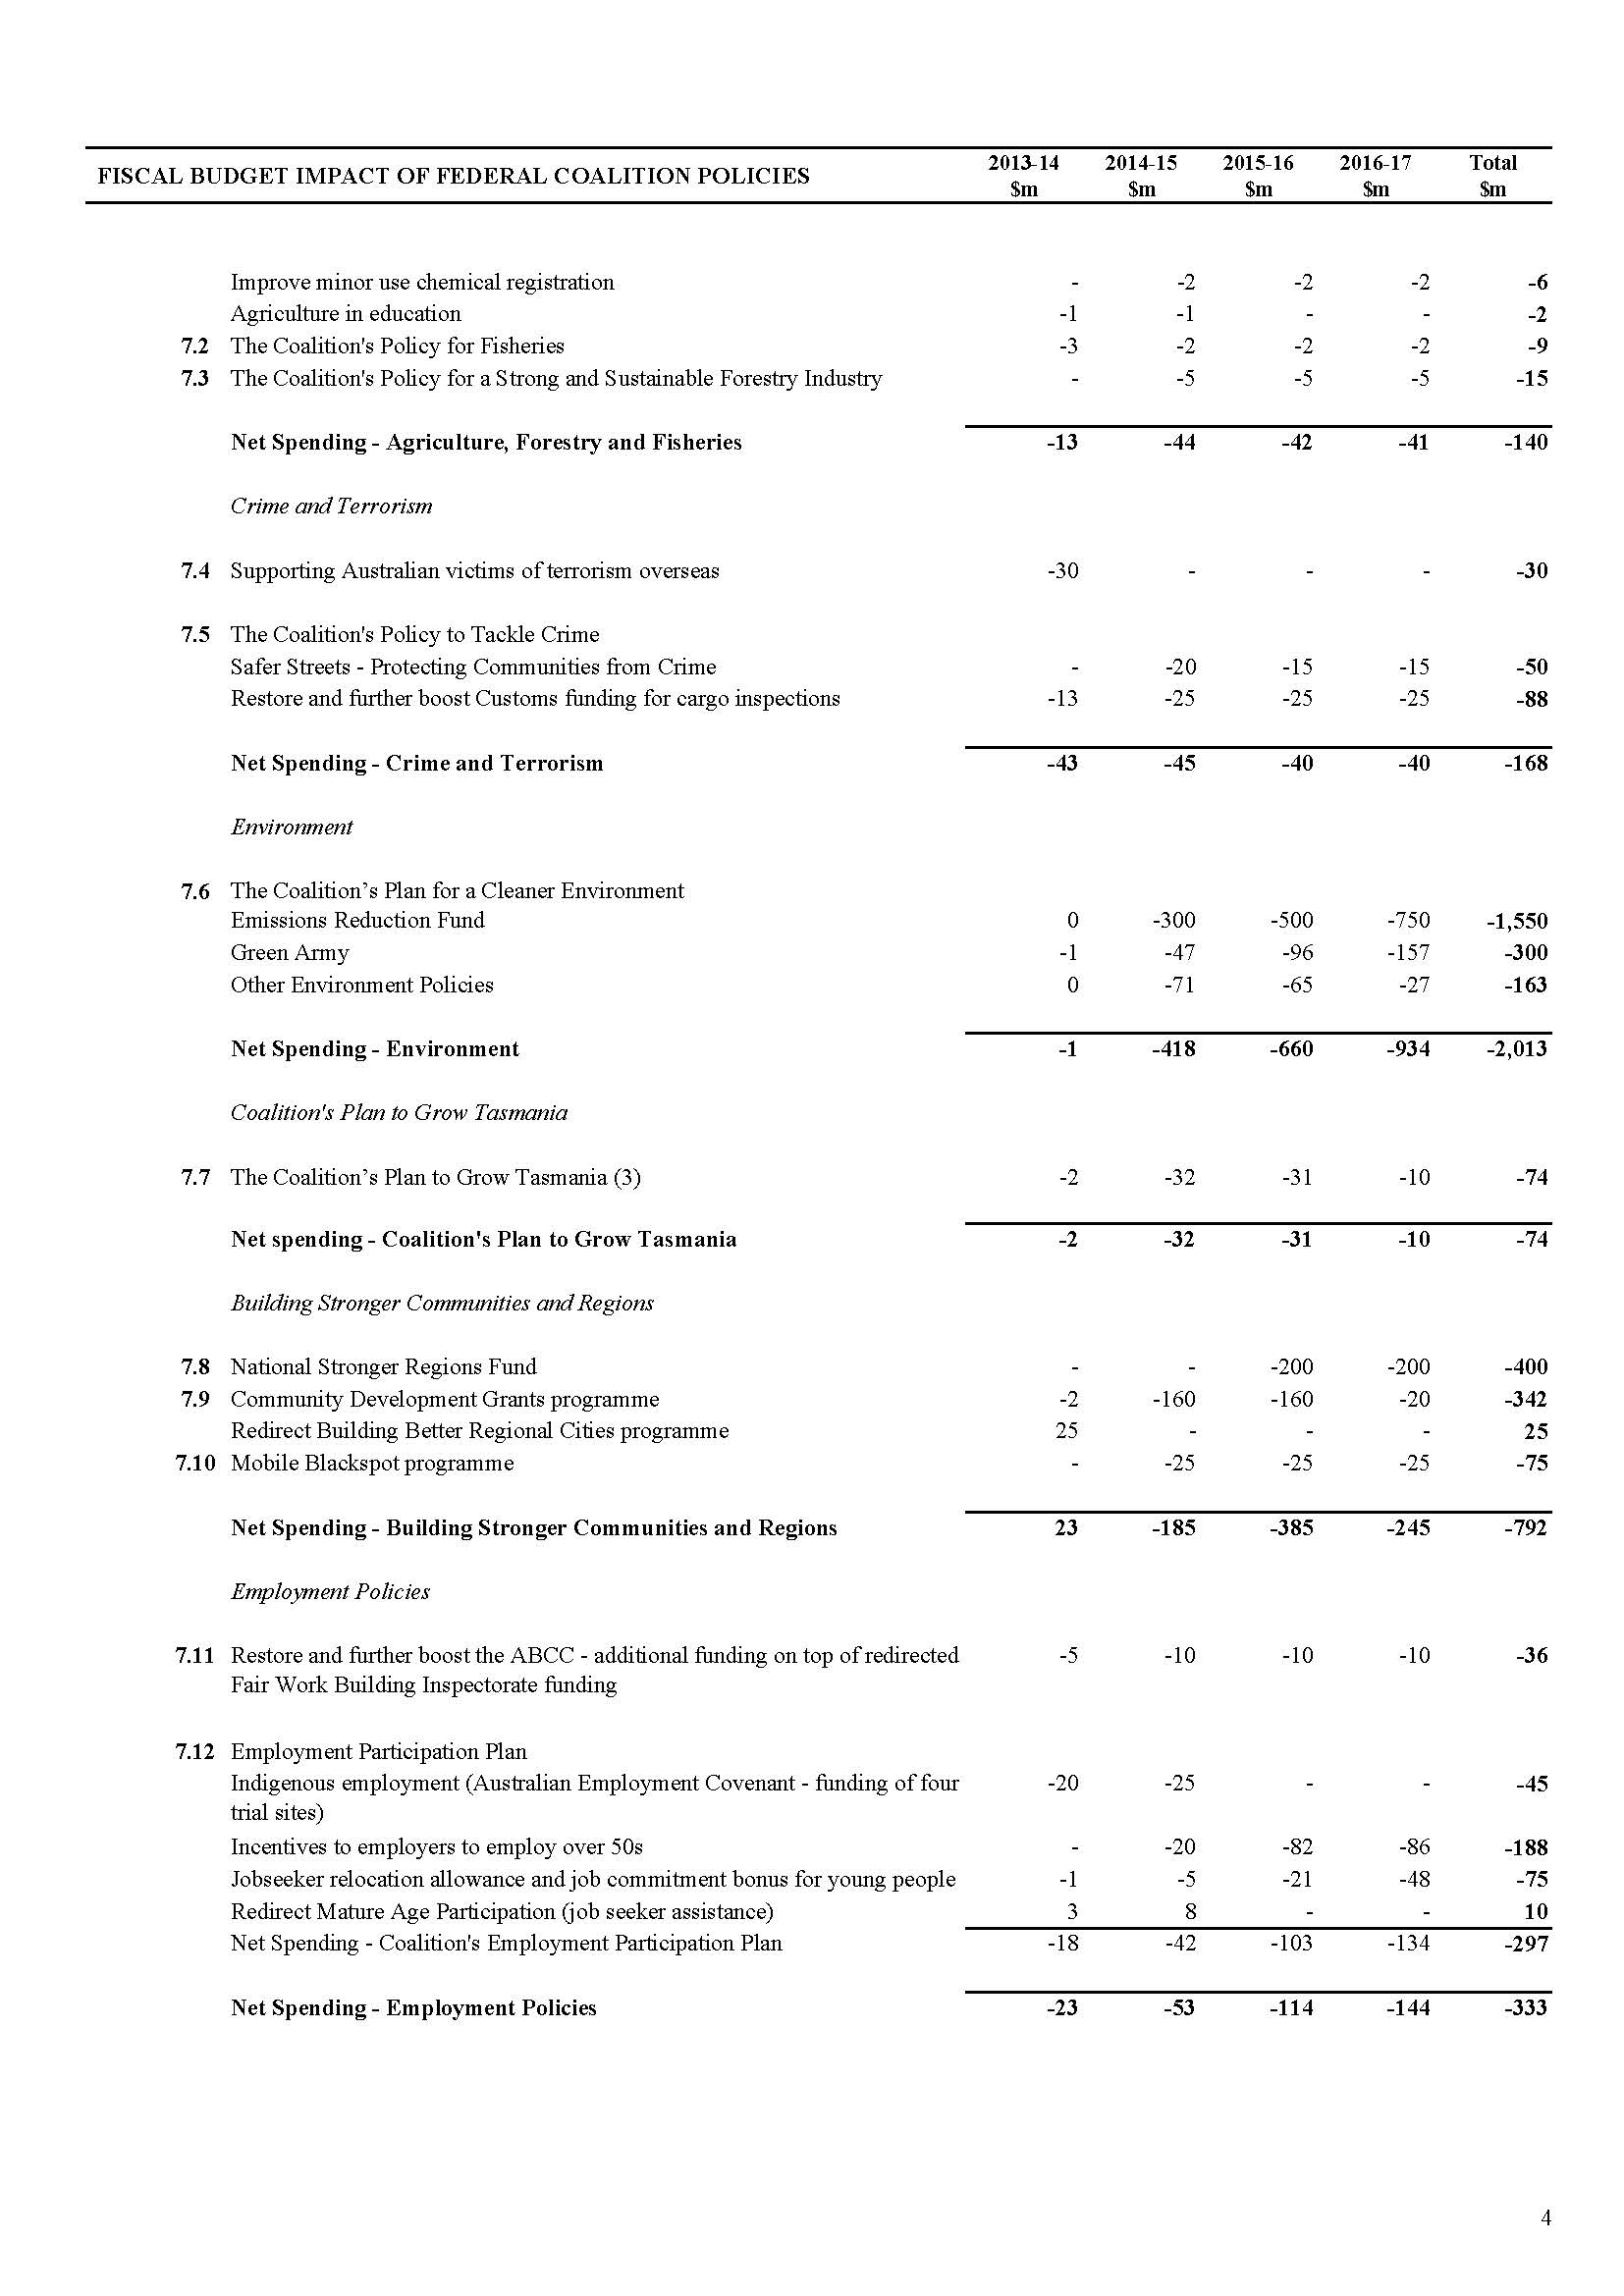 FISCAL BUDGET IMPACT OF FEDERAL COALITION POLICIES 2013-14 2014-15 2015-16 2016-17 Total
$m $m $m $m $m
Improve minor use chemical registration - -2 -2 -2 -6
Agriculture in education -1 -1 - - -2
7.2 The Coalition's Policy for Fisheries -3 -2 -2 -2 -9
7.3 The Coalition's Policy for a Strong and Sustainable Forestry Industry - -5 -5 -5 -15
Net Spending - Agriculture, Forestry and Fisheries -13 -44 -42 -41 -140
Crime and Terrorism
7.4 Supporting Australian victims of terrorism overseas -30 - - - -30
7.5 The Coalition's Policy to Tackle Crime
Safer Streets - Protecting Communities from Crime - -20 -15 -15 -50
Restore and further boost Customs funding for cargo inspections -13 -25 -25 -25 -88
Net Spending - Crime and Terrorism -43 -45 -40 -40 -168
Environment
7.6 The Coalition’s Plan for a Cleaner Environment
Emissions Reduction Fund 0 -300 -500 -750 -1,550
Green Army -1 -47 -96 -157 -300
Other Environment Policies 0 -71 -65 -27 -163
Net Spending - Environment -1 -418 -660 -934 -2,013
Coalition's Plan to Grow Tasmania
7.7 The Coalition’s Plan to Grow Tasmania (3) -2 -32 -31 -10 -74
Net spending - Coalition's Plan to Grow Tasmania -2 -32 -31 -10 -74
Building Stronger Communities and Regions
7.8 National Stronger Regions Fund - - -200 -200 -400
7.9 Community Development Grants programme -2 -160 -160 -20 -342
Redirect Building Better Regional Cities programme 25 - - - 25
7.10 Mobile Blackspot programme - -25 -25 -25 -75
Net Spending - Building Stronger Communities and Regions 23 -185 -385 -245 -792
Employment Policies
7.11 Restore and further boost the ABCC - additional funding on top of redirected -5 -10 -10 -10 -36
Fair Work Building Inspectorate funding
7.12 Employment Participation Plan
Indigenous employment (Australian Employment Covenant - funding of four -20 -25 - - -45
trial sites)
Incentives to employers to employ over 50s - -20 -82 -86 -188
Jobseeker relocation allowance and job commitment bonus for young people -1 -5 -21 -48 -75
Redirect Mature Age Participation (job seeker assistance) 3 8 - - 10
Net Spending - Coalition's Employment Participation Plan -18 -42 -103 -134 -297
Net Spending - Employment Policies -23 -53 -114 -144 -333
4